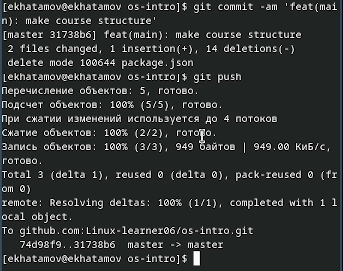 [ekhatamov@ekhatamov os-intro]$ git commit -am 'feat(mai
n): make course structure'
[master 31738b6] feat(main): make course structure
 2 files changed, 1 insertion(+), 14 deletions(-)
 delete mode 100644 package.json
[ekhatamov@ekhatamov os-intro]$ git push
Перечисление объектов: 5, готово.
Подсчет объектов: 100% (5/5), готово.
При сжатии изменений используется до 4 потоков
Сжатие объектов: 100% (2/2), готово.
Запись объектов: 100% (3/3), 949 байтов | 949.00 КиБ/с,
готово.
Total 3 (delta 1), reused 0 (delta 0), pack-reused 0 (fr
om 0)
remote: Resolving deltas: 100% (1/1), completed with 1 l
ocal object.
To github.com:Linux-learner06/os-intro.git
   74d98f9..31738b6  master -> master
[ekhatamov@ekhatamov os-intro]$